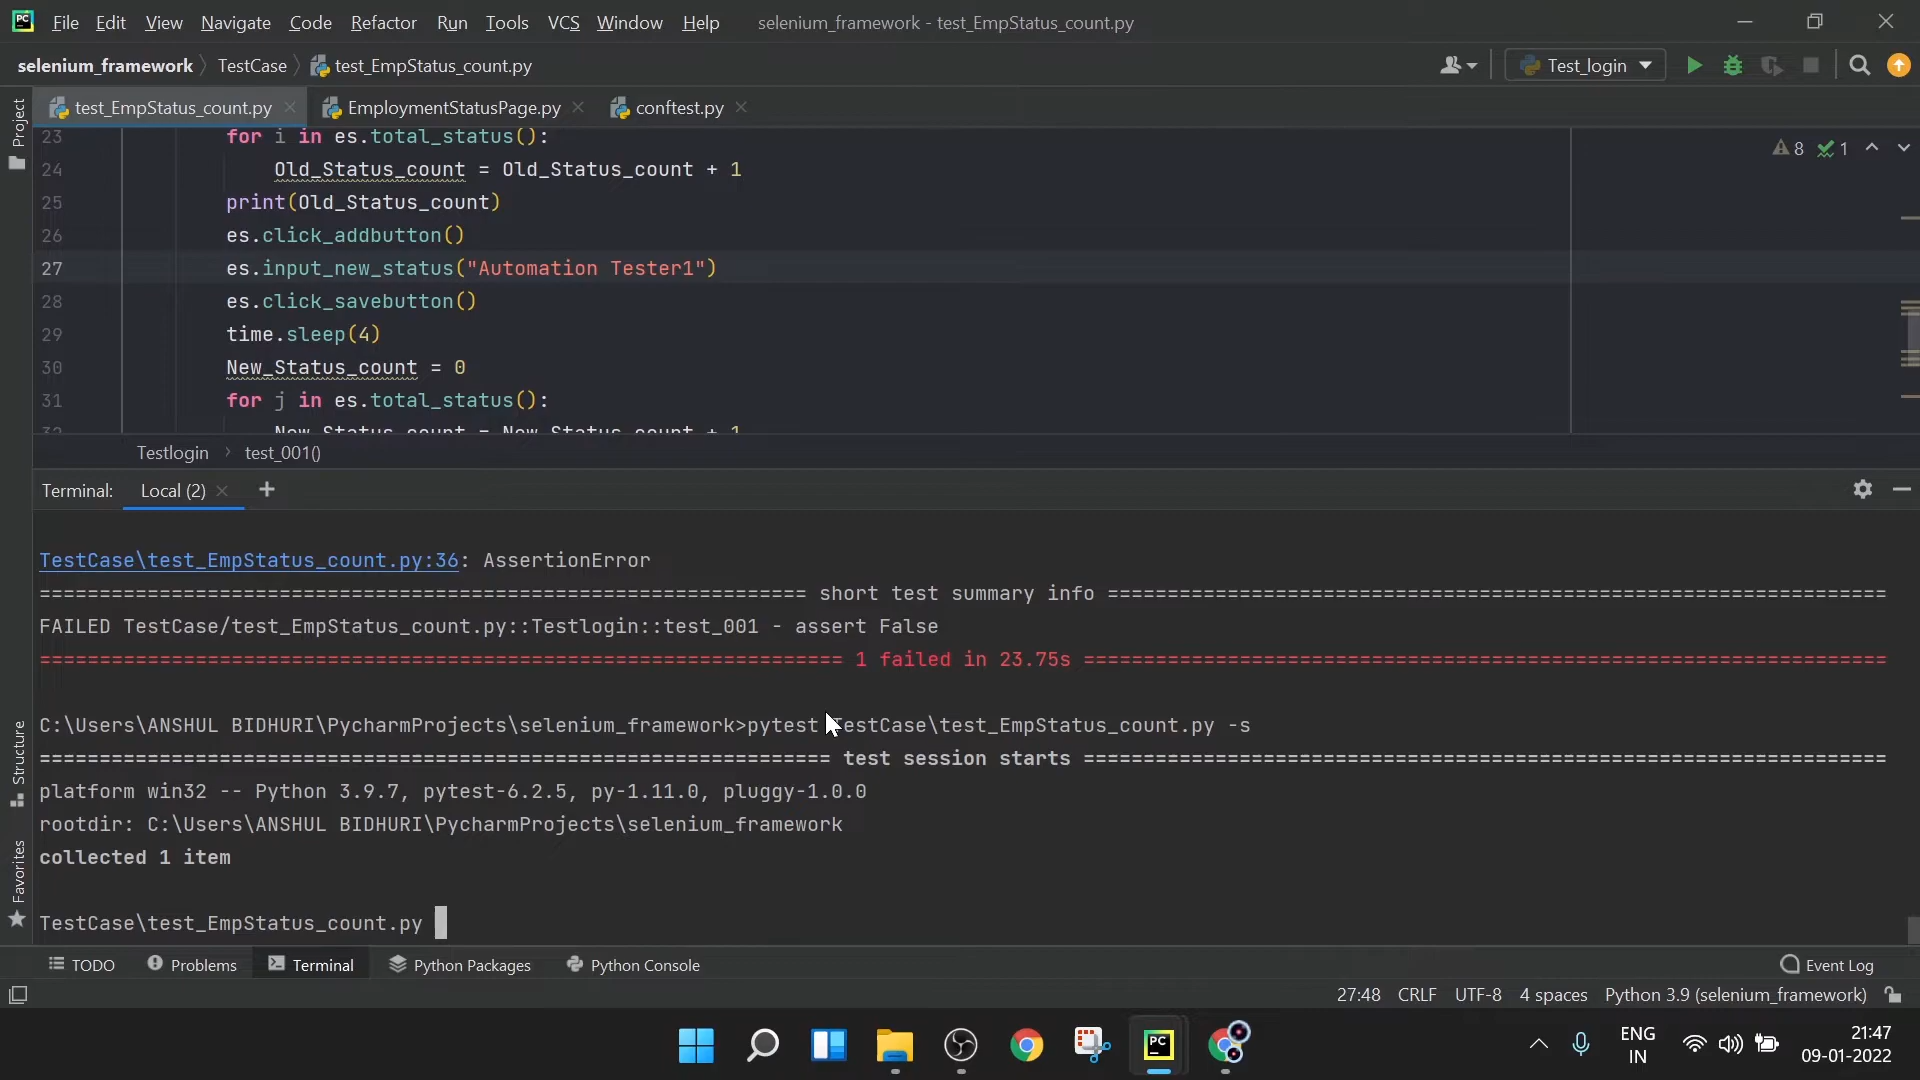 PC File Edit View Navigate Code Refactor Run Tools VCS Window Help selenium_framework - test_EmpStatus_count.py
selenium_framework TestCase test_EmpStatus_count.py Test_login
test_EmpStatus_count.py EmploymentStatusPage.py conftest.py
Project
23 for i in es.total_status():
24 Old_Status_count = Old_Status_count + 1
25 print(Old_Status_count)
26 es.click_addbutton()
27 es.input_new_status("Automation Tester1")
28 es.click_savebutton()
29 time.sleep(4)
30 New_Status_count = 0
31 for j in es.total_status():
32 New_Status_count = New_Status_count + 1
8 1
Testlogin test_001()
Terminal: Local (2) +
TestCase\test_EmpStatus_count.py:36: AssertionError
================================================================ short test summary info =================================================================
FAILED TestCase/test_EmpStatus_count.py::Testlogin::test_001 - assert False
=================================================================== 1 failed in 23.75s ===================================================================
C:\Users\ANSHUL BIDHURI\PycharmProjects\selenium_framework>pytest TestCase\test_EmpStatus_count.py -s
================================================================== test session starts ===================================================================
platform win32 -- Python 3.9.7, pytest-6.2.5, py-1.11.0, pluggy-1.0.0
rootdir: C:\Users\ANSHUL BIDHURI\PycharmProjects\selenium_framework
collected 1 item
TestCase\test_EmpStatus_count.py
Structure
Favorites
TODO Problems Terminal Python Packages Python Console Event Log
27:48 CRLF UTF-8 4 spaces Python 3.9 (selenium_framework)
PC
ENG
IN
21:47
09-01-2022